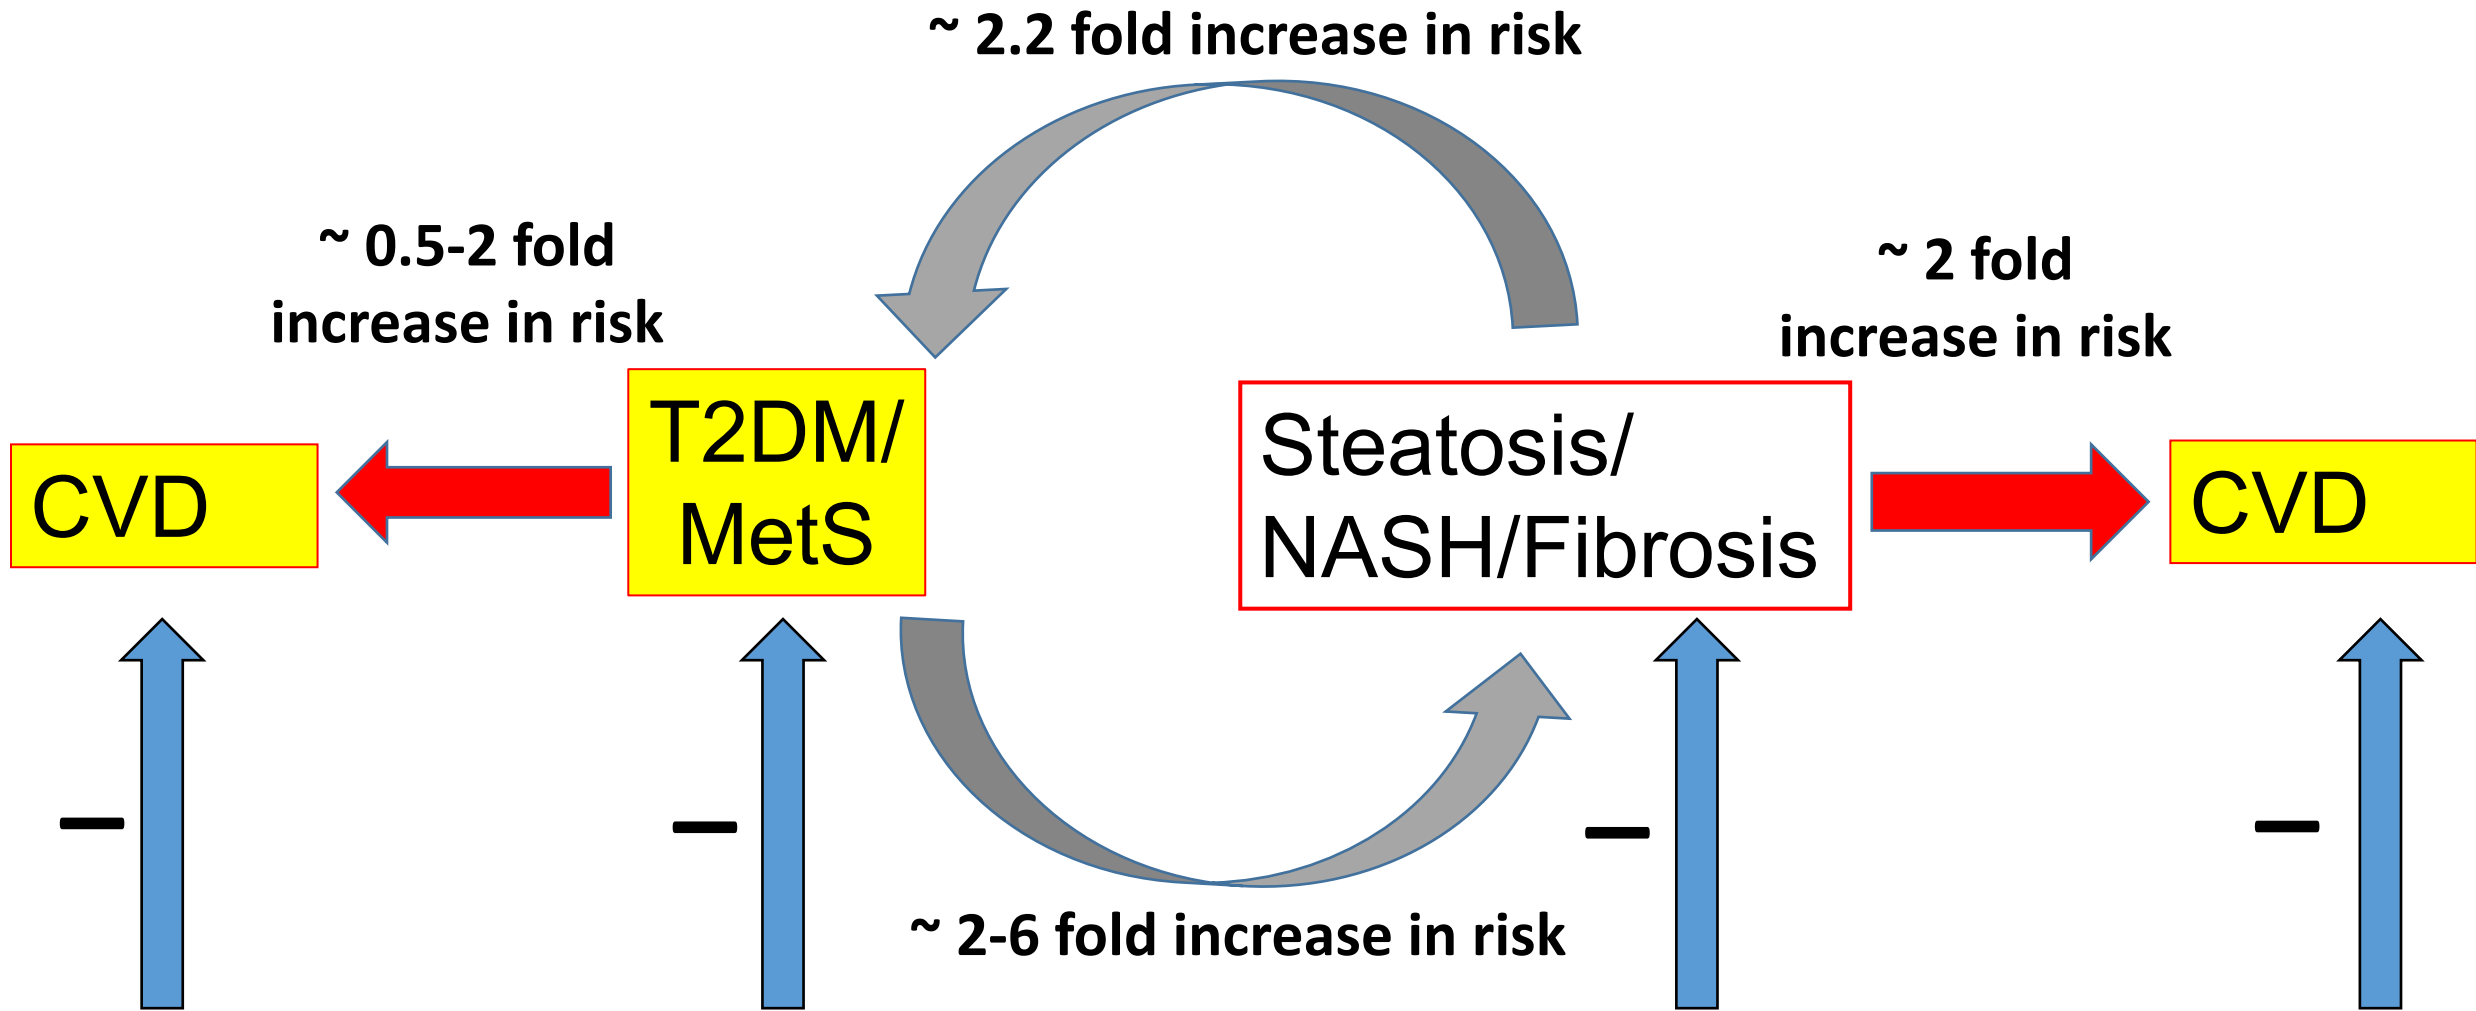 ~ 2.2 fold increase in risk
~ 0.5-2 fold
increase in risk
~ 2 fold
increase in risk
CVD
T2DM/
MetS
Steatosis/
NASH/Fibrosis
CVD
–
–
–
–
~ 2-6 fold increase in risk